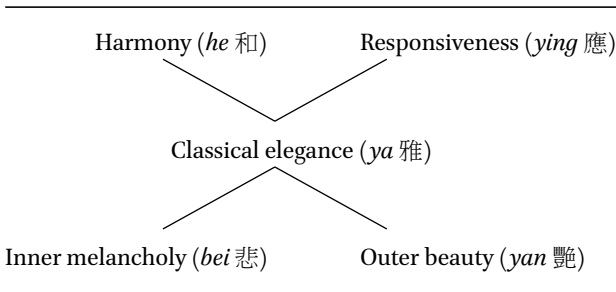 Harmony (he 和) Responsiveness (ying 應)
Classical elegance (ya 雅)
Inner melancholy (bei 悲) Outer beauty (yan 艷)